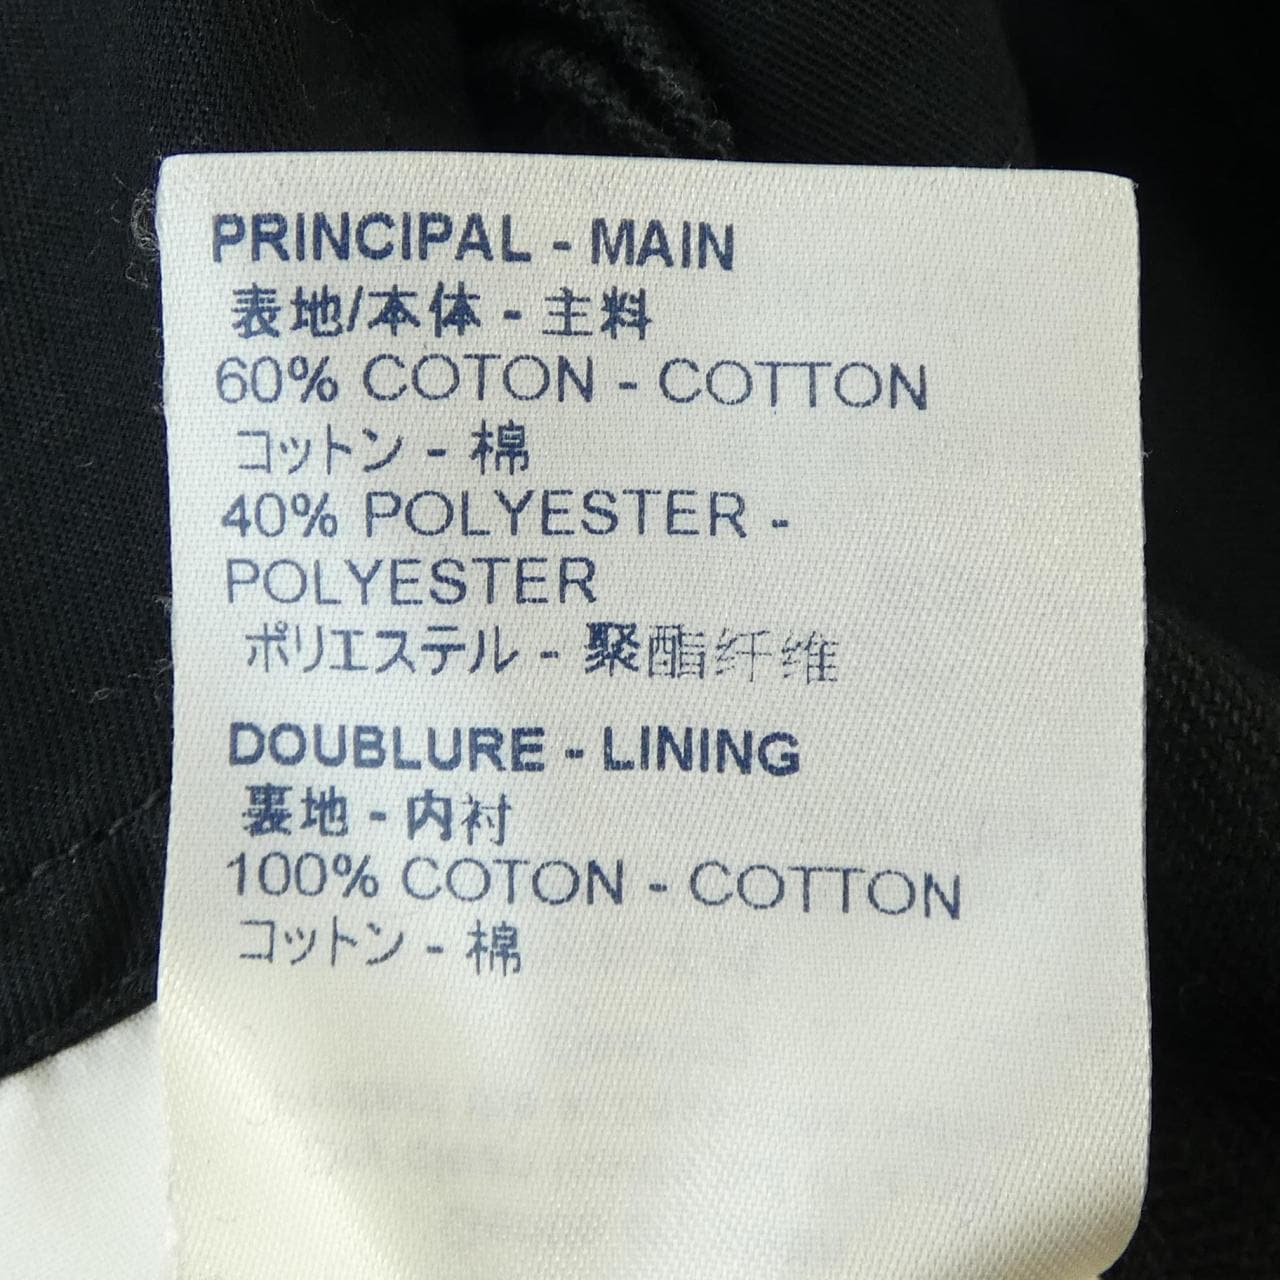 PRINCIPAL - MAIN
表地/本体 - 主料
60% COTON - COTTON
コットン - 棉
40% POLYESTER -
POLYESTER
ポリエステル - 聚酯纤维
DOUBLURE - LINING
裏地 - 内衬
100% COTON - COTTON
コットン - 棉